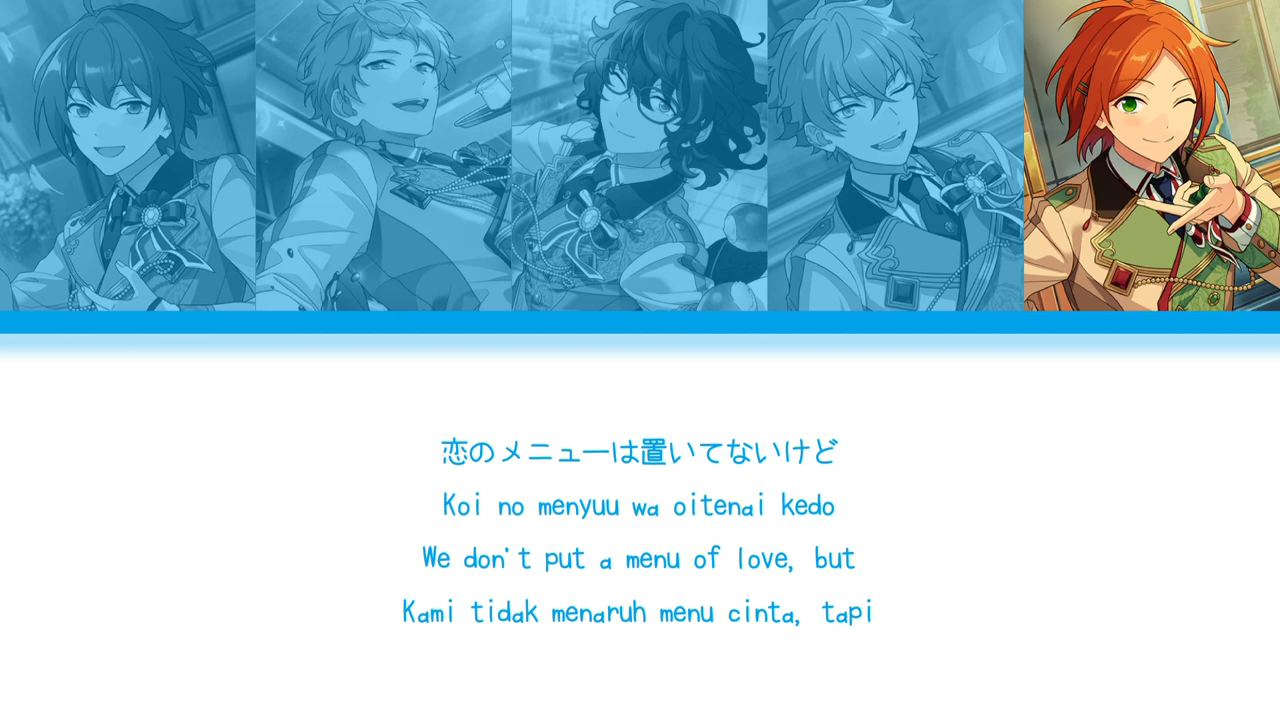 恋のメニューは置いてないけど
Koi no menyuu wa oitenai kedo
We don't put a menu of love, but
Kami tidak menaruh menu cinta, tapi